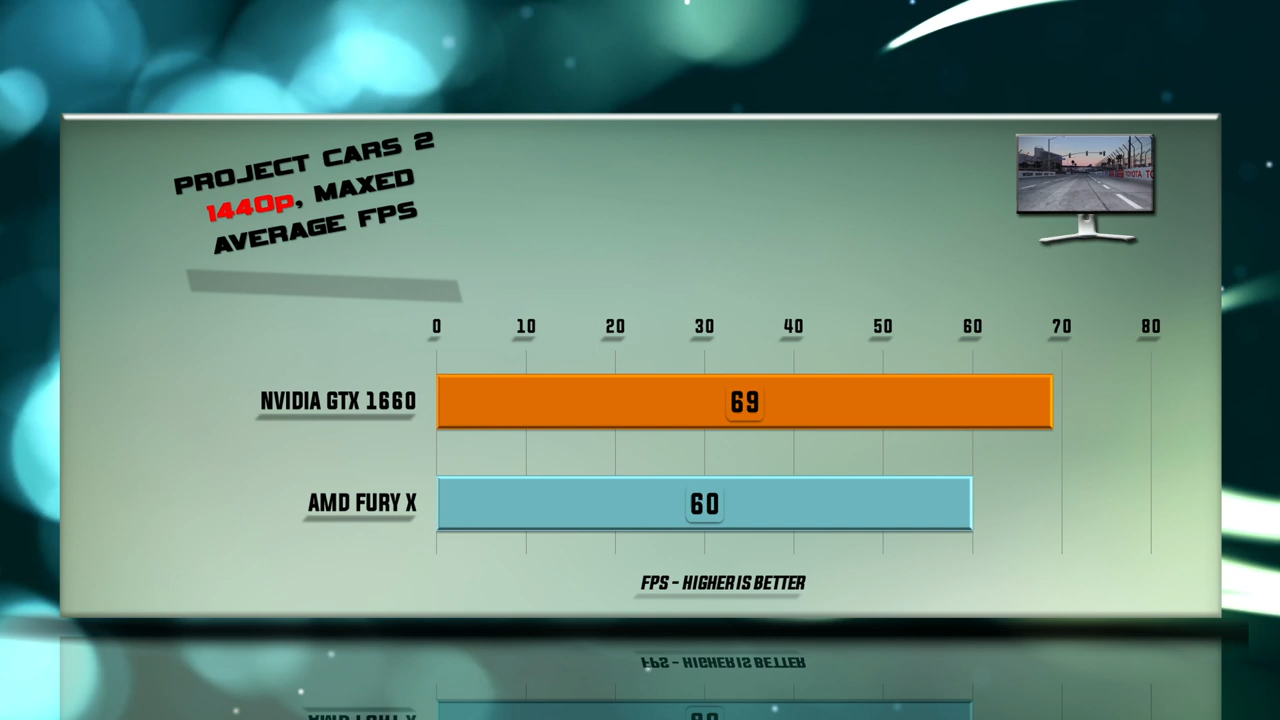 PROJECT CARS 2
1440p, MAXED
AVERAGE FPS
0 10 20 30 40 50 60 70 80
NVIDIA GTX 1660 69
AMD FURY X 60
FPS - HIGHER IS BETTER